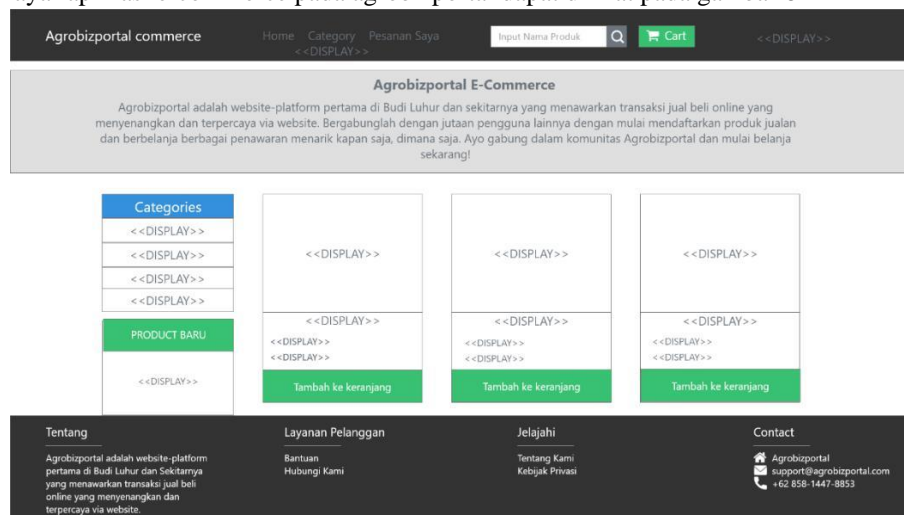 Agrobizportal commerce
Home Category Pesanan Saya
<<DISPLAY>>
Input Nama Produk
Cart
<<DISPLAY>>
Agrobizportal E-Commerce
Agrobizportal adalah website-platform pertama di Budi Luhur dan sekitarnya yang menawarkan transaksi jual beli online yang
menyenangkan dan terpercaya via website. Bergabunglah dengan jutaan pengguna lainnya dengan mulai mendaftarkan produk jualan
dan berbelanja berbagai penawaran menarik kapan saja, dimana saja. Ayo gabung dalam komunitas Agrobizportal dan mulai belanja
sekarang!
Categories
<<DISPLAY>>
<<DISPLAY>>
<<DISPLAY>>
<<DISPLAY>>
PRODUCT BARU
<<DISPLAY>>
<<DISPLAY>>
<<DISPLAY>>
<<DISPLAY>>
<<DISPLAY>>
Tambah ke keranjang
<<DISPLAY>>
<<DISPLAY>>
<<DISPLAY>>
<<DISPLAY>>
Tambah ke keranjang
<<DISPLAY>>
<<DISPLAY>>
<<DISPLAY>>
<<DISPLAY>>
Tambah ke keranjang
Tentang
Agrobizportal adalah website-platform
pertama di Budi Luhur dan Sekitarnya
yang menawarkan transaksi jual beli
online yang menyenangkan dan
terpercaya via website.
Layanan Pelanggan
Bantuan
Hubungi Kami
Jelajahi
Tentang Kami
Kebijak Privasi
Contact
Agrobizportal
support@agrobizportal.com
+62 858-1447-8853